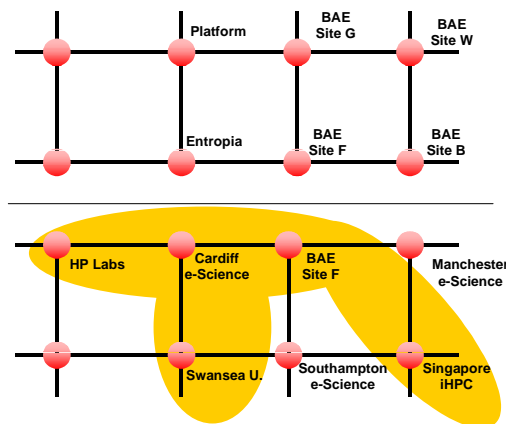 Platform
BAE
Site G
BAE
Site W
Entropia
BAE
Site F
BAE
Site B
HP Labs
Cardiff
e-Science
BAE
Site F
Manchester
e-Science
Swansea U.
Southampton
e-Science
Singapore
iHPC